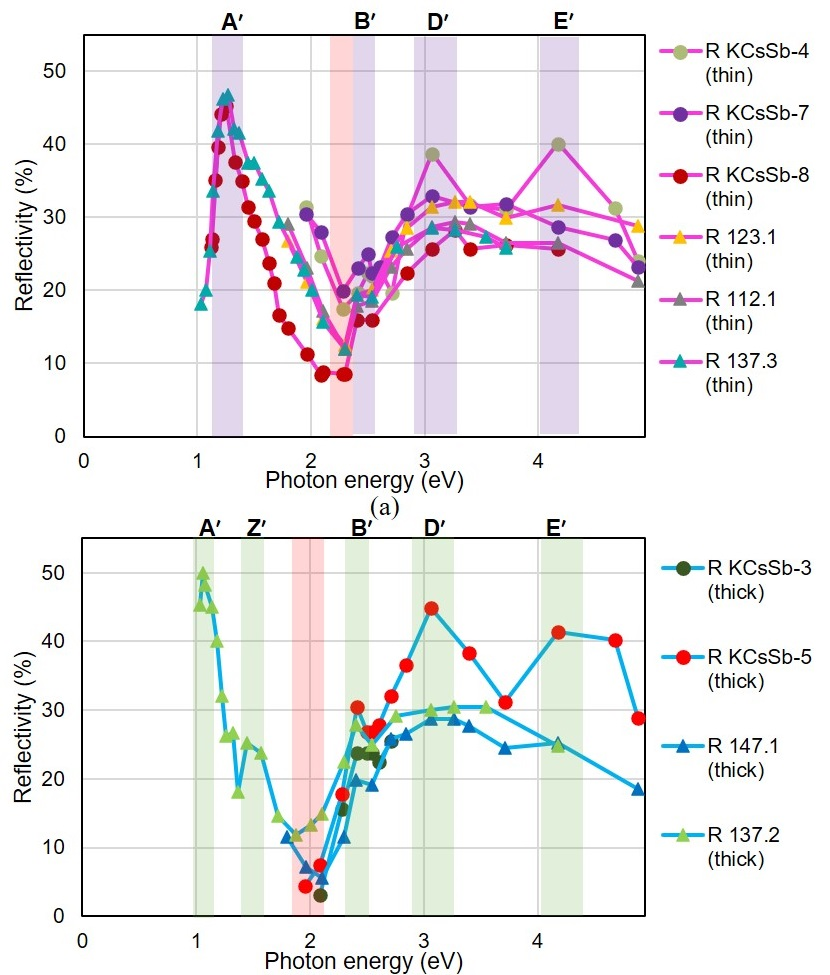 A′ B′ D′ E′
50
40
30
20
10
0
Reflectivity (%)
0 1 2 3 4
Photon energy (eV)
R KCsSb-4
(thin)
R KCsSb-7
(thin)
R KCsSb-8
(thin)
R 123.1
(thin)
R 112.1
(thin)
R 137.3
(thin)
(a)
A′ Z′ B′ D′ E′
50
40
30
20
10
0
Reflectivity (%)
0 1 2 3 4
Photon energy (eV)
R KCsSb-3
(thick)
R KCsSb-5
(thick)
R 147.1
(thick)
R 137.2
(thick)